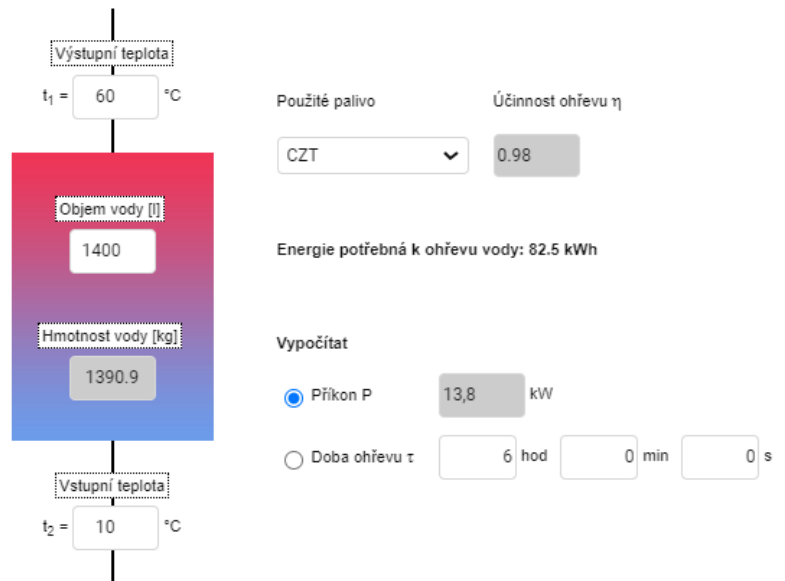 Výstupní teplota
t₁ = 60 °C
Použité palivo
Účinnost ohřevu η
CZT
0.98
Objem vody [l]
1400
Energie potřebná k ohřevu vody: 82.5 kWh
Hmotnost vody [kg]
1390.9
Vypočítat
Příkon P 13,8 kW
Doba ohřevu τ 6 hod 0 min 0 s
Vstupní teplota
t₂ = 10 °C